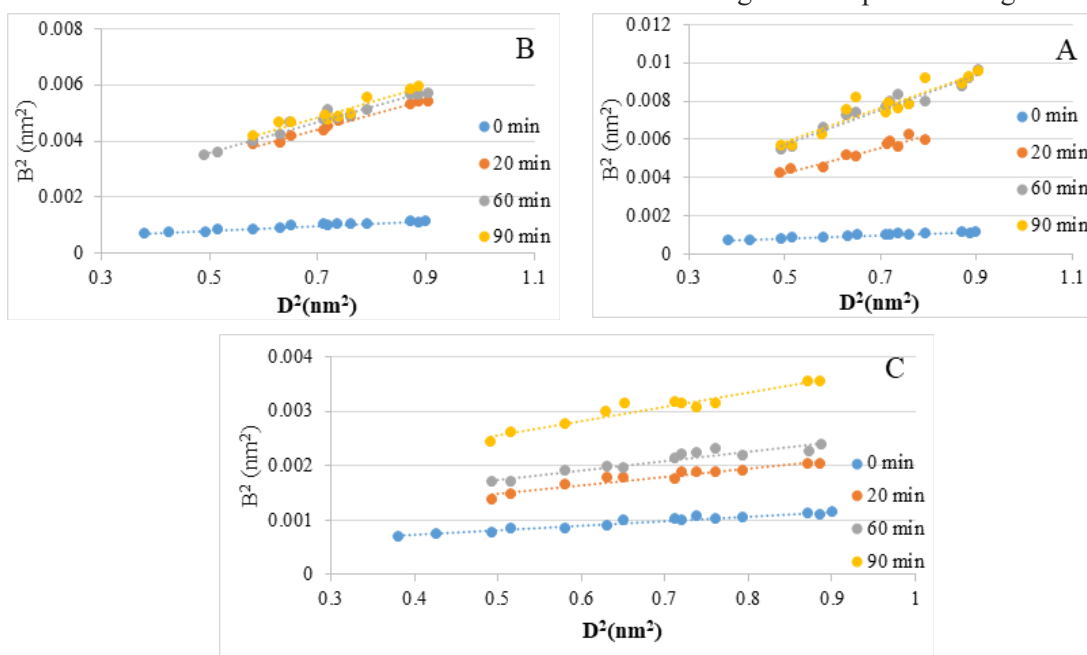 B
0.008
0.006
0.004
0.002
0
B² (nm²)
0.3
0.5
0.7
0.9
1.1
D²(nm²)
0 min
20 min
60 min
90 min
A
0.012
0.01
0.008
0.006
0.004
0.002
0
B² (nm²)
0.3
0.5
0.7
0.9
1.1
D²(nm²)
0 min
20 min
60 min
90 min
C
0.004
0.003
0.002
0.001
0
B² (nm²)
0.3
0.4
0.5
0.6
0.7
0.8
0.9
1
D²(nm²)
0 min
20 min
60 min
90 min